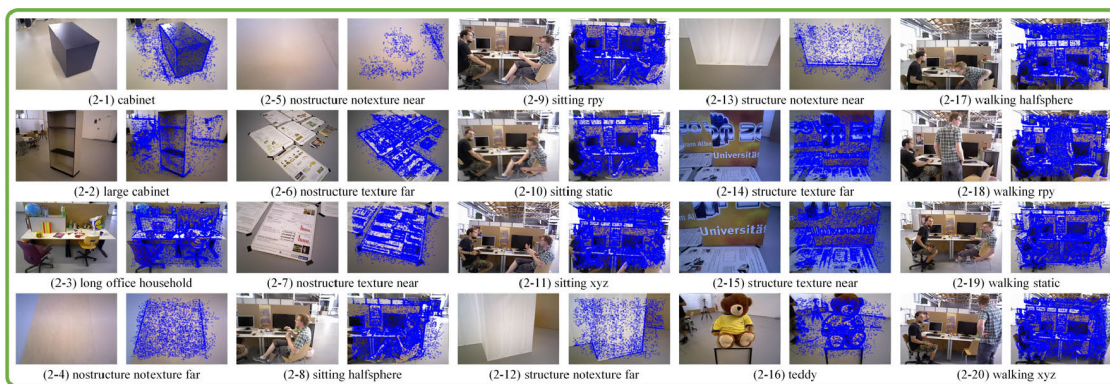 (2-1) cabinet
(2-5) nostructure notexture near
(2-9) sitting rpy
(2-13) structure notexture near
(2-17) walking halfsphere
ram Albe
Universität
(2-2) large cabinet
(2-6) nostructure texture far
(2-10) sitting static
(2-14) structure texture far
(2-18) walking rpy
Universität
(2-3) long office household
(2-7) nostructure texture near
(2-11) sitting xyz
(2-15) structure texture near
(2-19) walking static
(2-4) nostructure notexture far
(2-8) sitting halfsphere
(2-12) structure notexture far
(2-16) teddy
(2-20) walking xyz